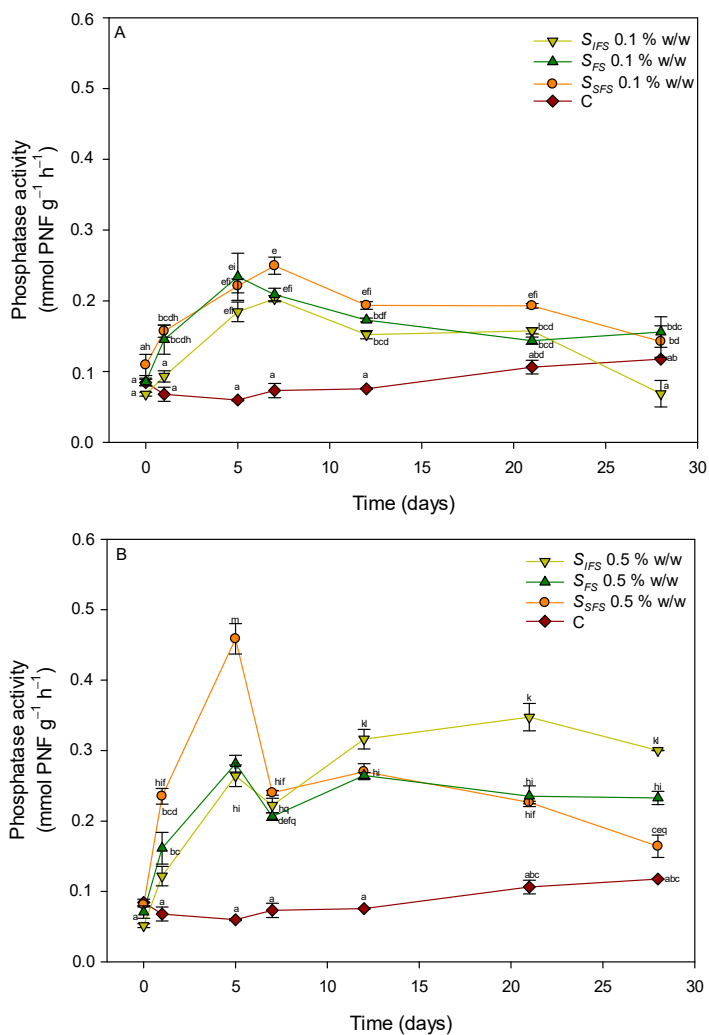 A
S_IFS 0.1 % w/w
S_FS 0.1 % w/w
S_SFS 0.1 % w/w
C
Phosphatase activity
(mmol PNF g⁻¹ h⁻¹)
0.6
0.5
0.4
0.3
0.2
0.1
0.0
e
ei
efi
efi
efi
efi
efi
bcdh
bcdh
bdf
bcd
bcd
bcd
bdc
bd
ah
a
a
a
a
a
a
a
abd
ab
a
0 5 10 15 20 25 30
Time (days)
B
S_IFS 0.5 % w/w
S_FS 0.5 % w/w
S_SFS 0.5 % w/w
C
Phosphatase activity
(mmol PNF g⁻¹ h⁻¹)
0.6
0.5
0.4
0.3
0.2
0.1
0.0
m
kl
k
kl
hif
bcd
hi
hif
hi
hi
hi
hif
bc
hq
defq
ceq
a
a
a
a
a
abc
abc
0 5 10 15 20 25 30
Time (days)